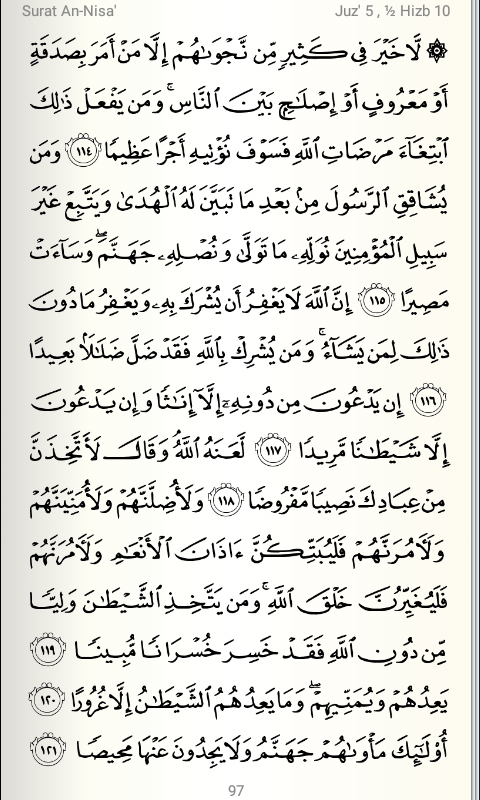 Surat An-Nisa' Juz' 5 , ½ Hizb 10
۞ لَّا خَيْرَ فِى كَثِيرٍ مِّن نَّجْوَىٰهُمْ إِلَّا مَنْ أَمَرَ بِصَدَقَةٍ
أَوْ مَعْرُوفٍ أَوْ إِصْلَـٰحٍۭ بَيْنَ ٱلنَّاسِ ۚ وَمَن يَفْعَلْ ذَٰلِكَ
ٱبْتِغَآءَ مَرْضَاتِ ٱللَّهِ فَسَوْفَ نُؤْتِيهِ أَجْرًا عَظِيمًا ١١٤ وَمَن
يُشَاقِقِ ٱلرَّسُولَ مِنۢ بَعْدِ مَا تَبَيَّنَ لَهُ ٱلْهُدَىٰ وَيَتَّبِعْ غَيْرَ
سَبِيلِ ٱلْمُؤْمِنِينَ نُوَلِّهِۦ مَا تَوَلَّىٰ وَنُصْلِهِۦ جَهَنَّمَ ۖ وَسَآءَتْ
مَصِيرًا ١١٥ إِنَّ ٱللَّهَ لَا يَغْفِرُ أَن يُشْرَكَ بِهِۦ وَيَغْفِرُ مَا دُونَ
ذَٰلِكَ لِمَن يَشَآءُ ۚ وَمَن يُشْرِكْ بِٱللَّهِ فَقَدْ ضَلَّ ضَلَـٰلًۢا بَعِيدًا
١١٦ إِن يَدْعُونَ مِن دُونِهِۦٓ إِلَّآ إِنَـٰثًا وَإِن يَدْعُونَ
إِلَّا شَيْطَـٰنًا مَّرِيدًا ١١٧ لَّعَنَهُ ٱللَّهُ ۘ وَقَالَ لَأَتَّخِذَنَّ
مِنْ عِبَادِكَ نَصِيبًا مَّفْرُوضًا ١١٨ وَلَأُضِلَّنَّهُمْ وَلَأُمَنِّيَنَّهُمْ
وَلَـَٔامُرَنَّهُمْ فَلَيُبَتِّكُنَّ ءَاذَانَ ٱلْأَنْعَـٰمِ وَلَـَٔامُرَنَّهُمْ
فَلَيُغَيِّرُنَّ خَلْقَ ٱللَّهِ ۚ وَمَن يَتَّخِذِ ٱلشَّيْطَـٰنَ وَلِيًّا
مِّن دُونِ ٱللَّهِ فَقَدْ خَسِرَ خُسْرَانًا مُّبِينًا ١١٩
يَعِدُهُمْ وَيُمَنِّيهِمْ ۖ وَمَا يَعِدُهُمُ ٱلشَّيْطَـٰنُ إِلَّا غُرُورًا ١٢٠
أُو۟لَـٰٓئِكَ مَأْوَىٰهُمْ جَهَنَّمُ وَلَا يَجِدُونَ عَنْهَا مَحِيصًا ١٢١
97